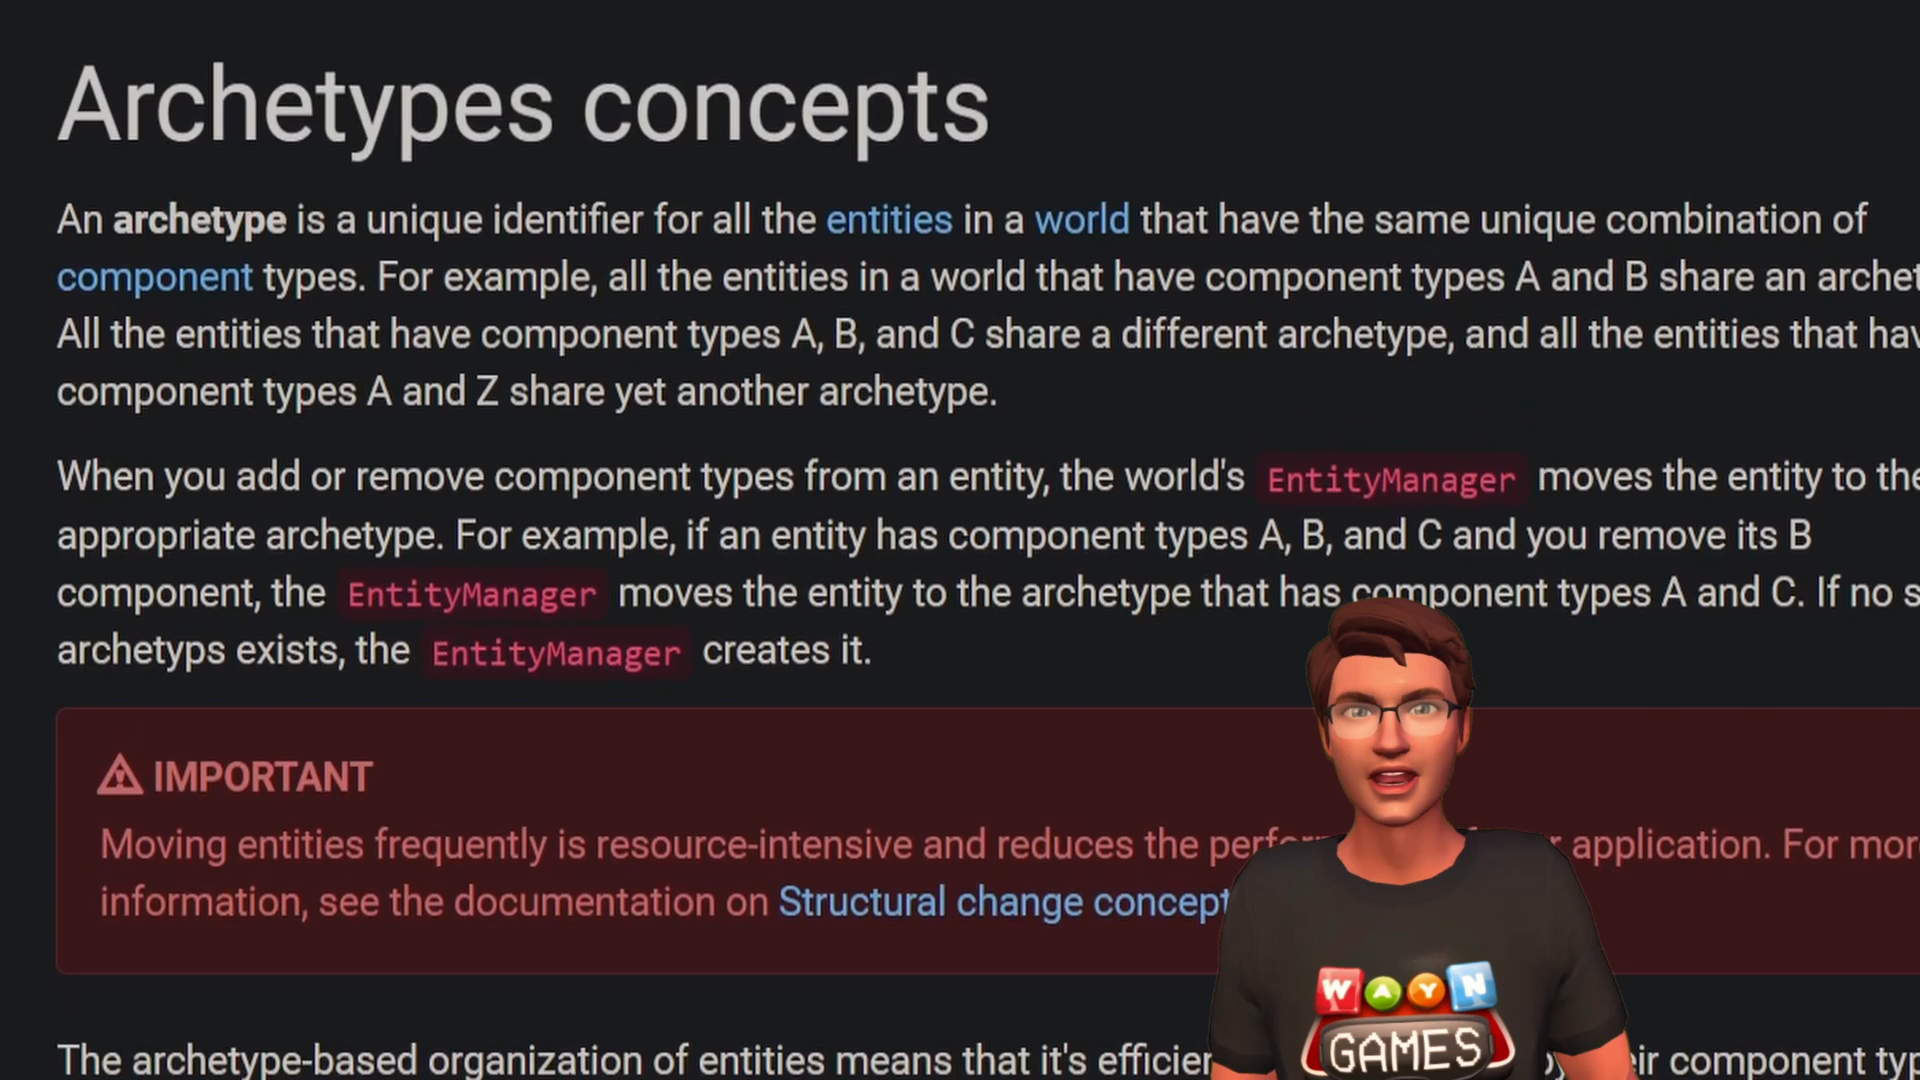 Archetypes concepts
An archetype is a unique identifier for all the entities in a world that have the same unique combination of
component types. For example, all the entities in a world that have component types A and B share an
All the entities that have component types A, B, and C share a different archetype, and all the entities that
component types A and Z share yet another archetype.
When you add or remove component types from an entity, the world's EntityManager moves the entity to the
appropriate archetype. For example, if an entity has component types A, B, and C and you remove its B
component, the EntityManager moves the entity to the archetype that has component types A and C. If no
archetyps exists, the EntityManager creates it.
IMPORTANT
Moving entities frequently is resource-intensive and reduces the application. For more
information, see the documentation on Structural change
The archetype-based organization of entities means that it's component
WAYN
GAMES